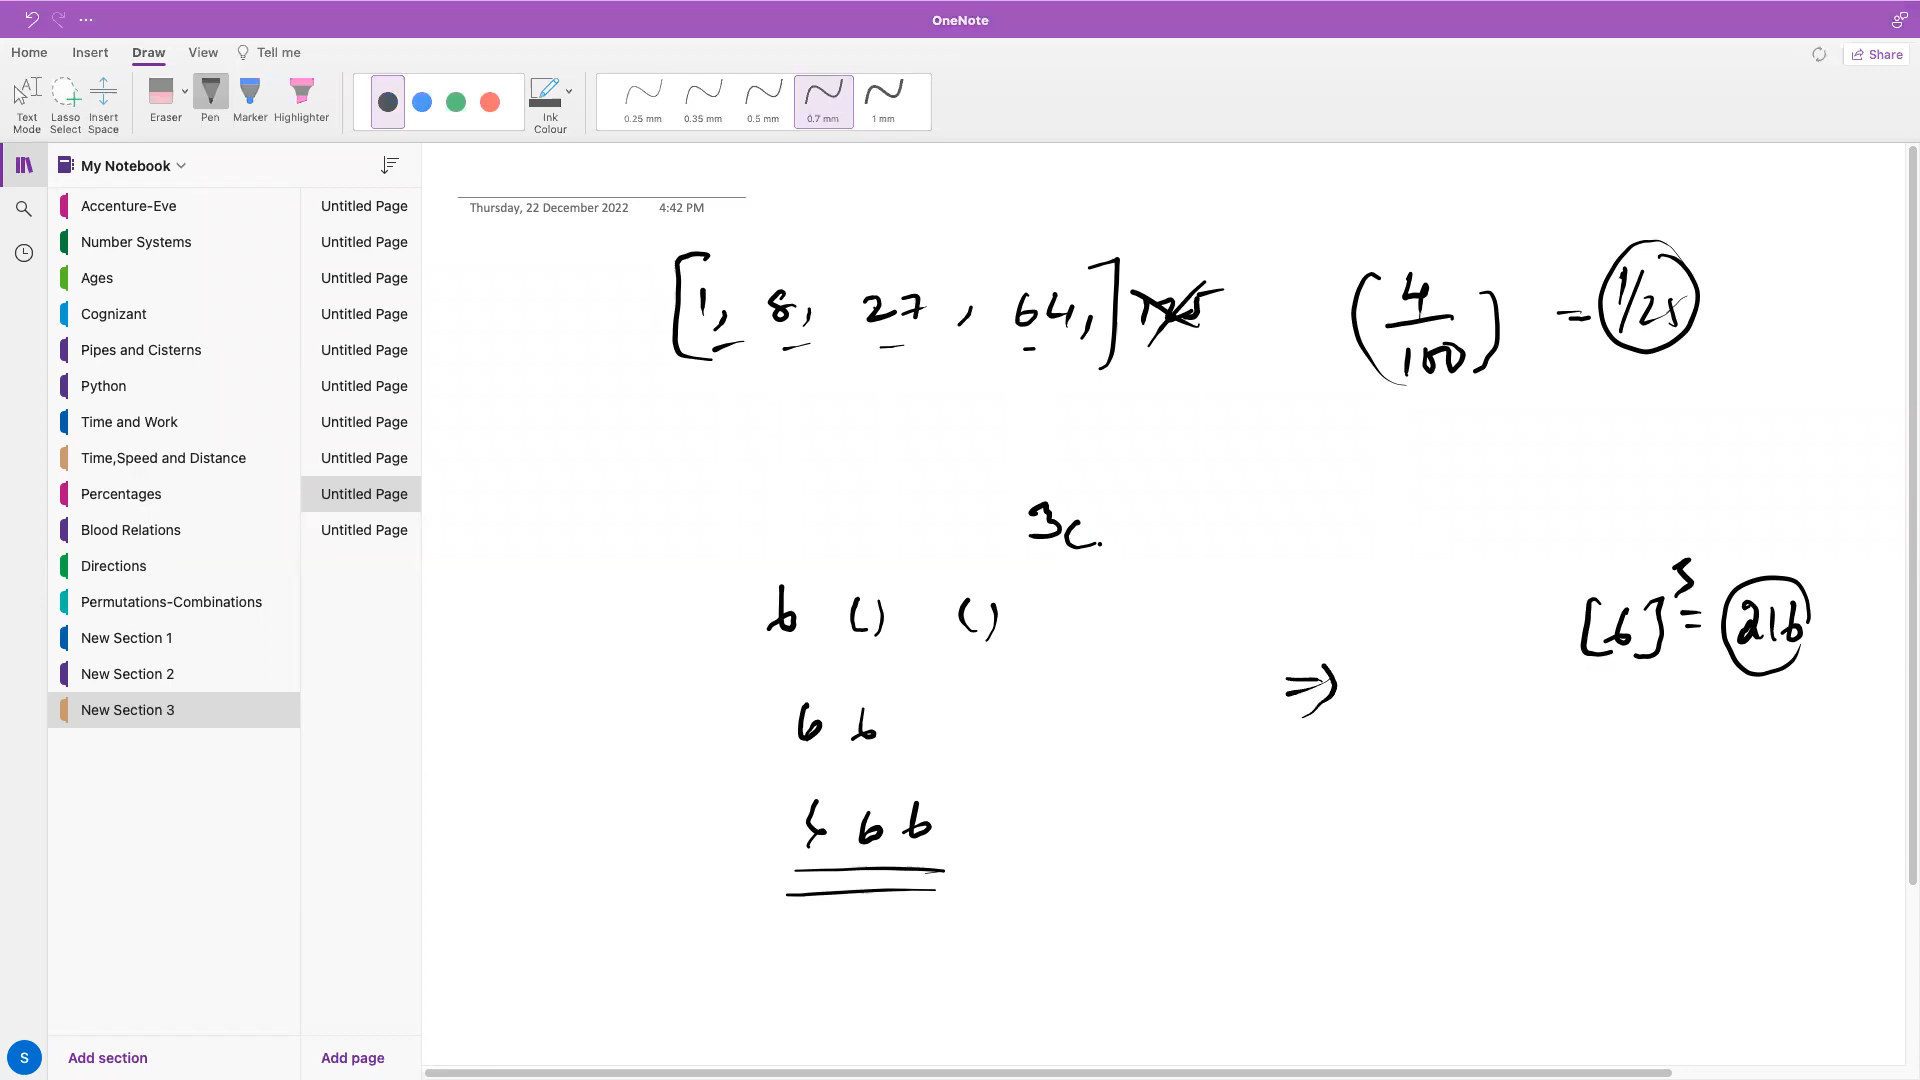 OneNote
Home Insert Draw View Tell me
Share
Text Mode
Lasso Select
Insert Space
Eraser
Pen
Marker
Highlighter
Ink Colour
0.25 mm
0.35 mm
0.5 mm
0.7 mm
1 mm
My Notebook
Accenture-Eve
Number Systems
Ages
Cognizant
Pipes and Cisterns
Python
Time and Work
Time,Speed and Distance
Percentages
Blood Relations
Directions
Permutations-Combinations
New Section 1
New Section 2
New Section 3
Add section
Untitled Page
Untitled Page
Untitled Page
Untitled Page
Untitled Page
Untitled Page
Untitled Page
Untitled Page
Untitled Page
Untitled Page
Add page
S
Thursday, 22 December 2022 4:42 PM
[1, 8, 27, 64,] 125 (4/100) = 1/25
3c.
6 () ()
[6]³ = 216
⇒
6 6
6 6